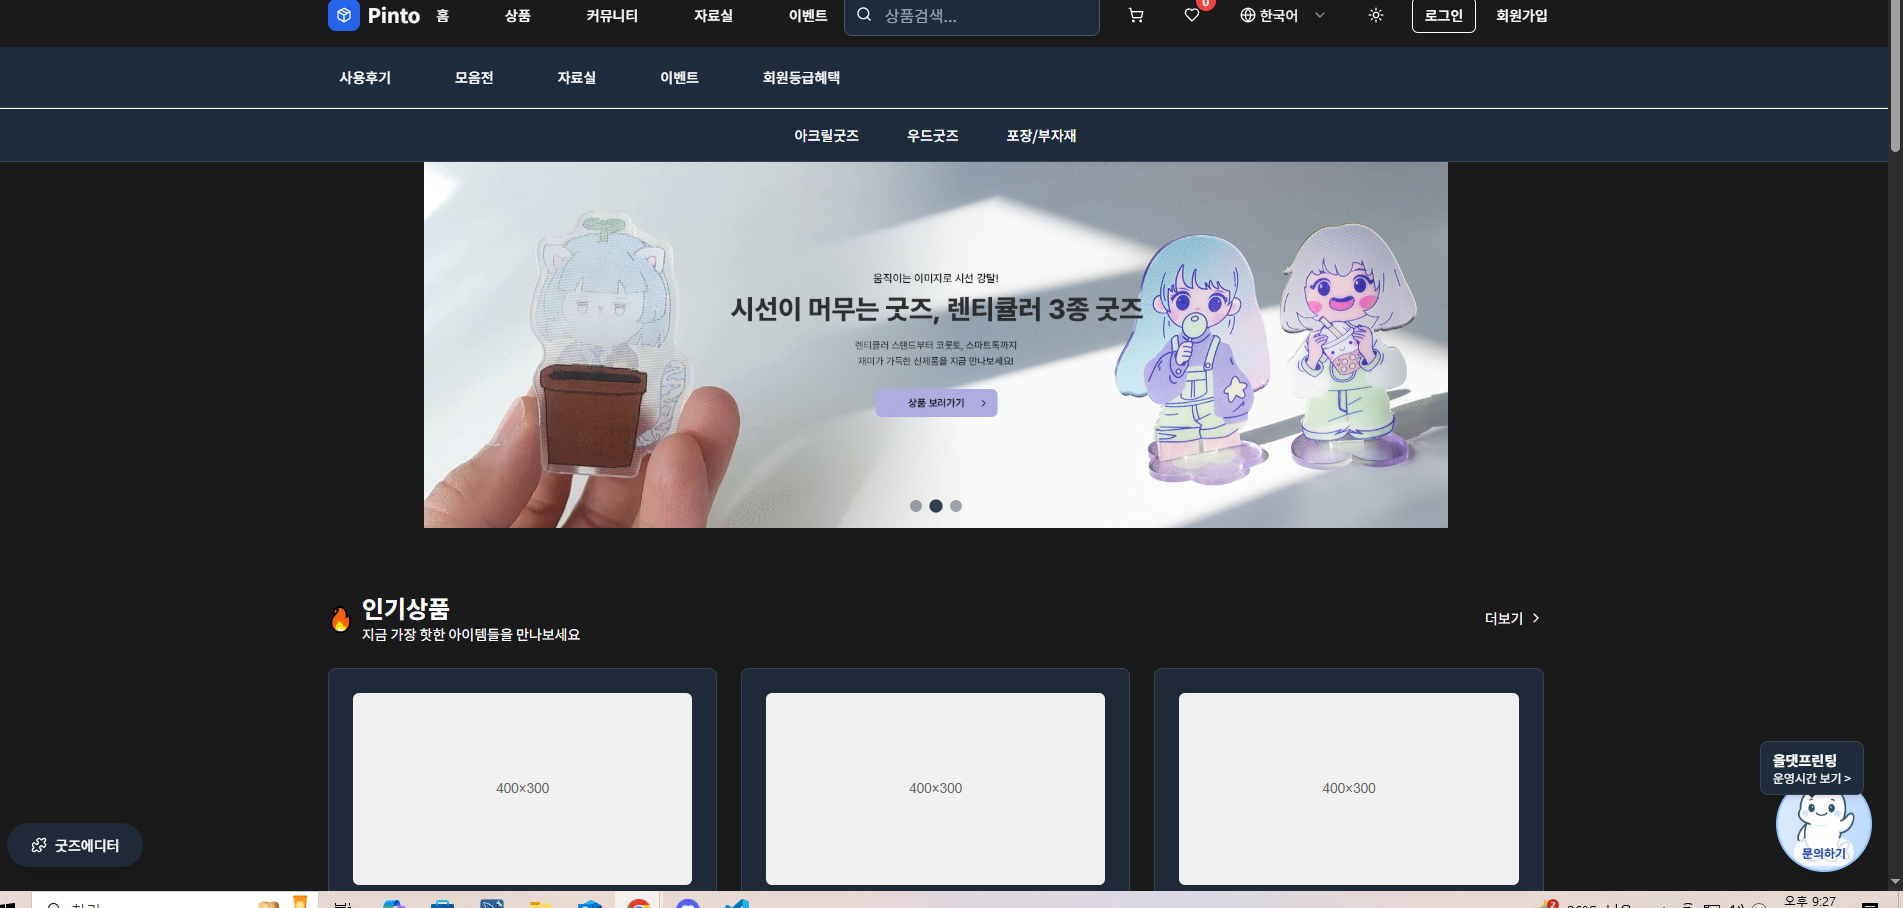 Pinto 홈 상품 커뮤니티 자료실 이벤트 상품검색... 0 한국어 로그인 회원가입
사용후기 모음전 자료실 이벤트 회원등급혜택
아크릴굿즈 우드굿즈 포장/부자재
움직이는 이미지로 시선 강탈!
시선이 머무는 굿즈, 렌티큘러 3종 굿즈
렌티큘러 스탠드부터 코롯토, 스마트톡까지
재미가 가득한 신제품을 지금 만나보세요!
상품 보러가기 >
인기상품
지금 가장 핫한 아이템들을 만나보세요
더보기 >
400×300 400×300 400×300
올댓프린팅
운영시간 보기 >
문의하기
굿즈에디터
2
오후 9:27